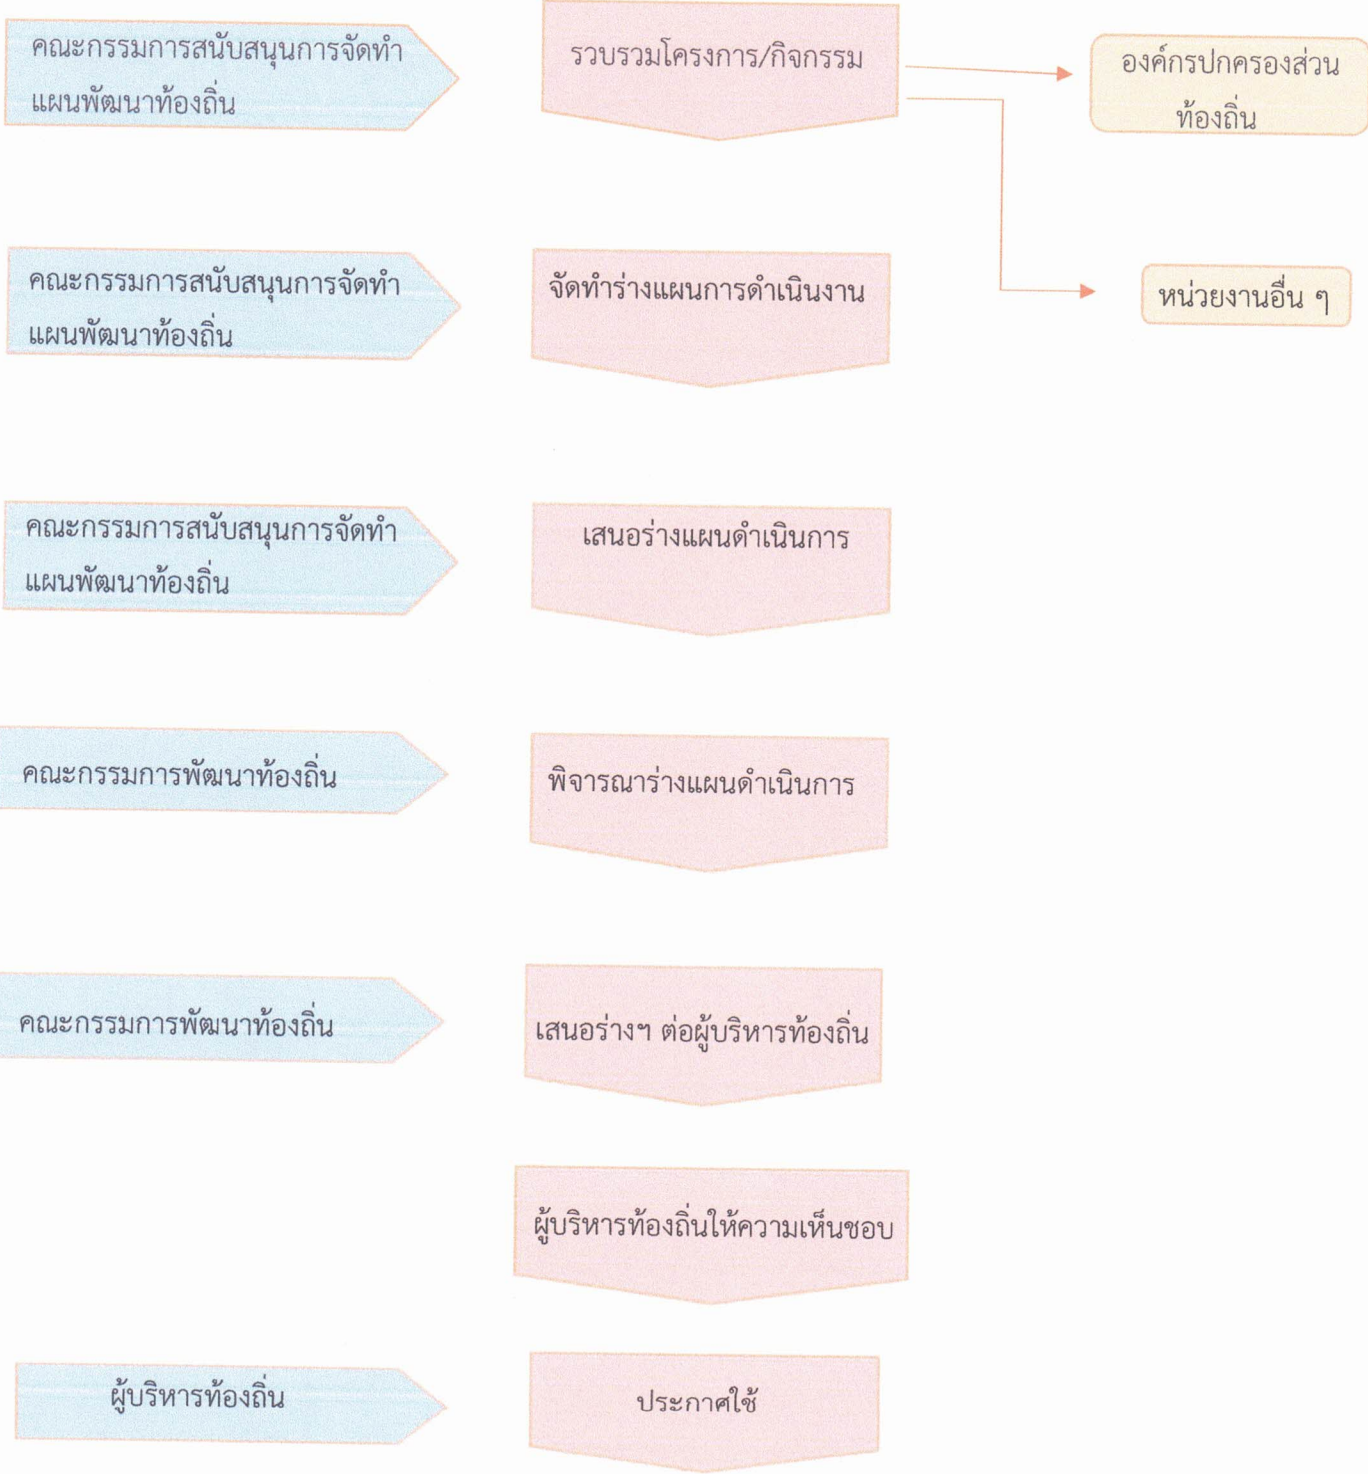 คณะกรรมการสนับสนุนการจัดทำ
แผนพัฒนาท้องถิ่น
รวบรวมโครงการ/กิจกรรม
องค์กรปกครองส่วน
ท้องถิ่น
คณะกรรมการสนับสนุนการจัดทำ
แผนพัฒนาท้องถิ่น
จัดทำร่างแผนการดำเนินงาน
หน่วยงานอื่น ๆ
คณะกรรมการสนับสนุนการจัดทำ
แผนพัฒนาท้องถิ่น
เสนอร่างแผนดำเนินการ
คณะกรรมการพัฒนาท้องถิ่น
พิจารณาร่างแผนดำเนินการ
คณะกรรมการพัฒนาท้องถิ่น
เสนอร่างฯ ต่อผู้บริหารท้องถิ่น
ผู้บริหารท้องถิ่นให้ความเห็นชอบ
ผู้บริหารท้องถิ่น
ประกาศใช้